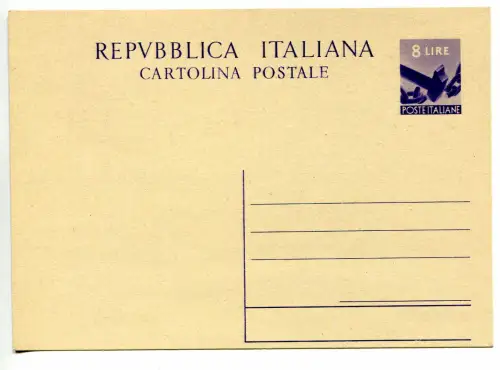 REPVBBLICA ITALIANA
CARTOLINA POSTALE
8 LIRE
POSTE ITALIANE